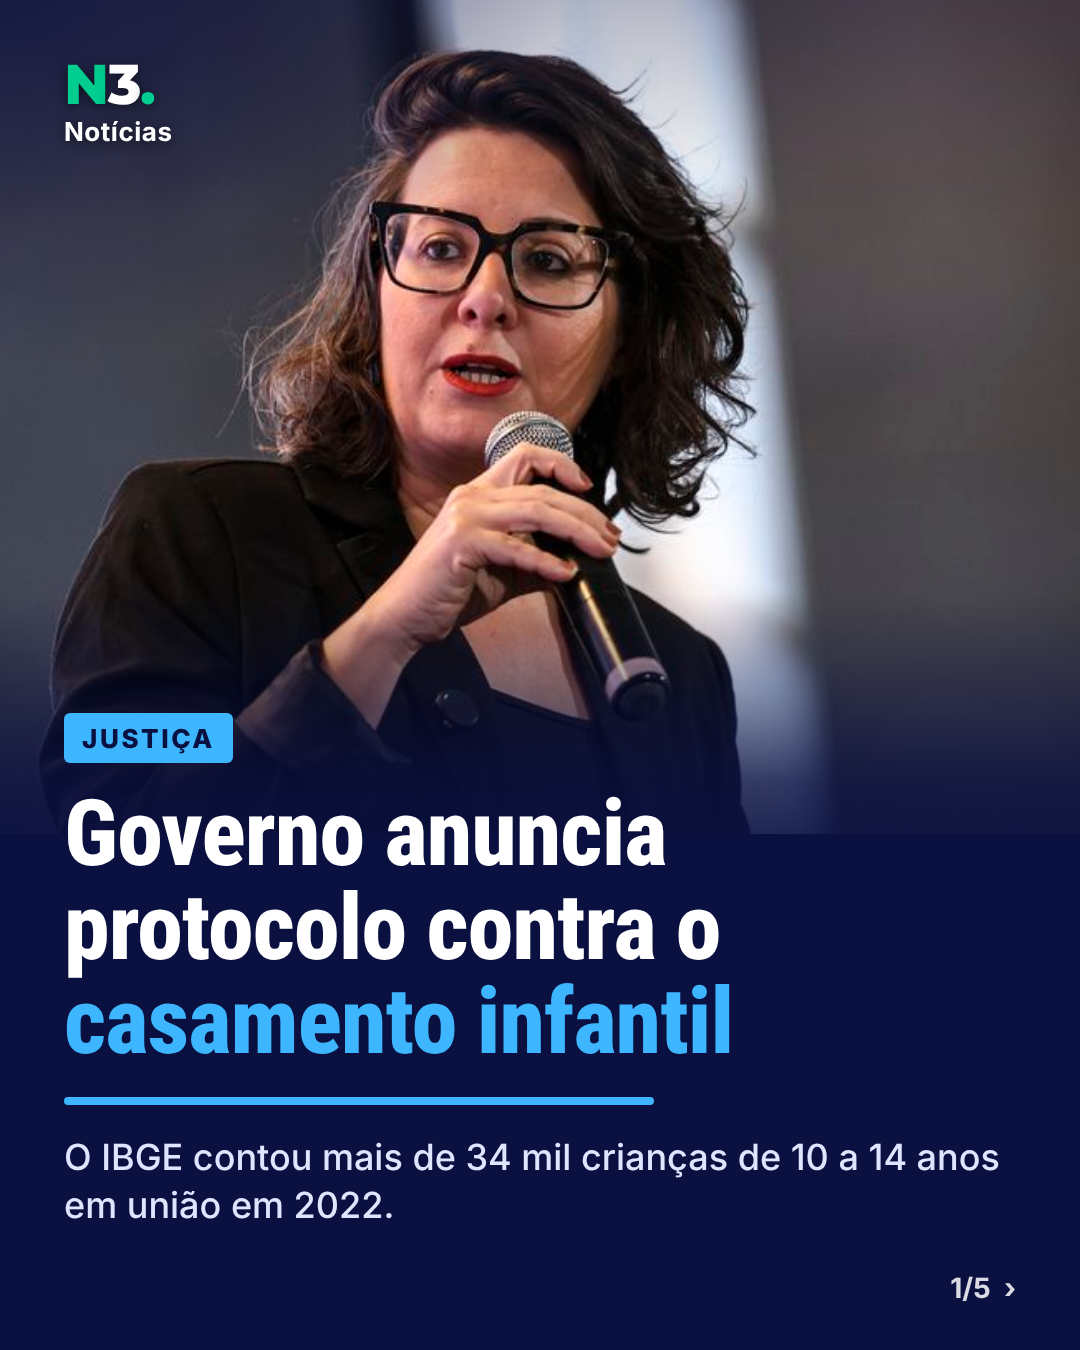 N3.
Notícias
JUSTIÇA
Governo anuncia
protocolo contra o
casamento infantil
O IBGE contou mais de 34 mil crianças de 10 a 14 anos
em união em 2022.
1/5 ›